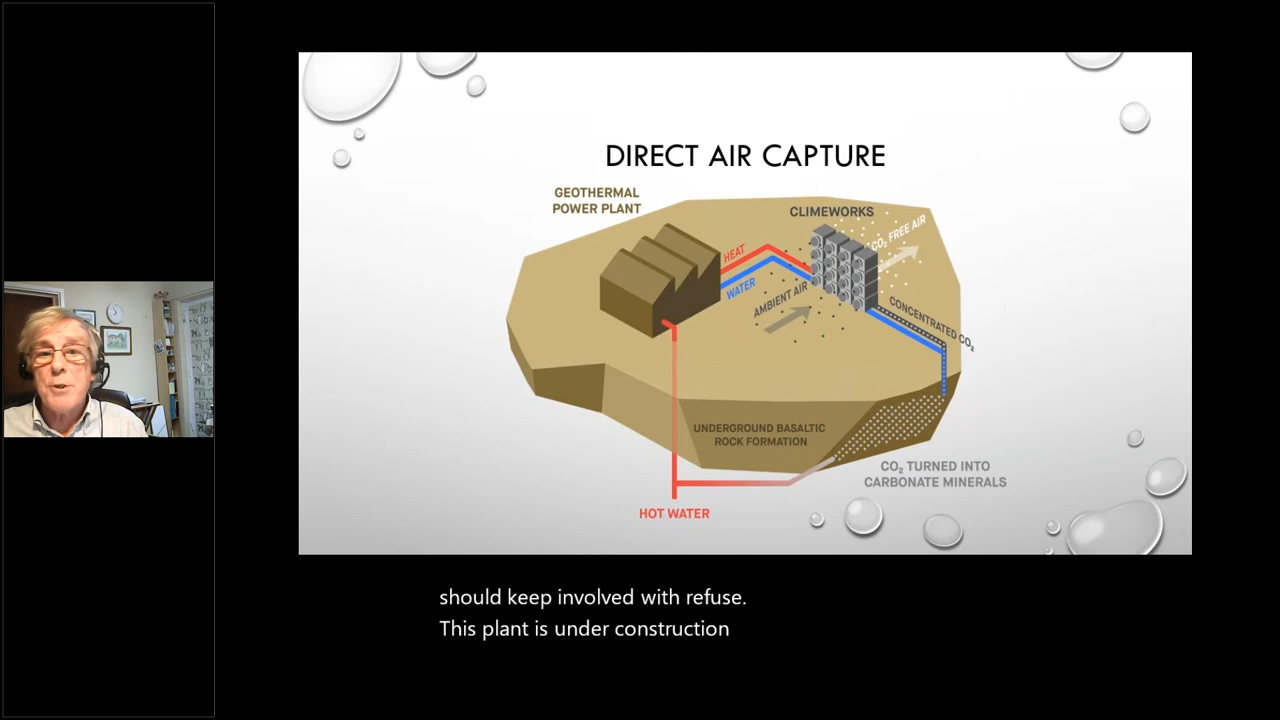 DIRECT AIR CAPTURE
GEOTHERMAL
POWER PLANT
CLIMEWORKS
CO₂ FREE AIR
HEAT
WATER
AMBIENT AIR
CONCENTRATED CO₂
UNDERGROUND BASALTIC
ROCK FORMATION
CO₂ TURNED INTO
CARBONATE MINERALS
HOT WATER
should keep involved with refuse.
This plant is under construction